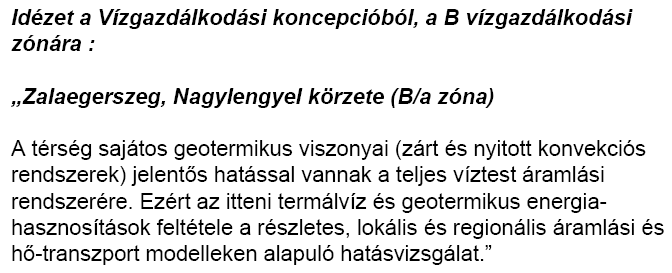 Idézet a Vízgazdálkodási koncepcióból, a B vízgazdálkodási
zónára :
„Zalaegerszeg, Nagylengyel körzete (B/a zóna)
A térség sajátos geotermikus viszonyai (zárt és nyitott konvekciós
rendszerek) jelentős hatással vannak a teljes víztest áramlási
rendszerére. Ezért az itteni termálvíz és geotermikus energia-
hasznosítások feltétele a részletes, lokális és regionális áramlási és
hő-transzport modelleken alapuló hatásvizsgálat.”